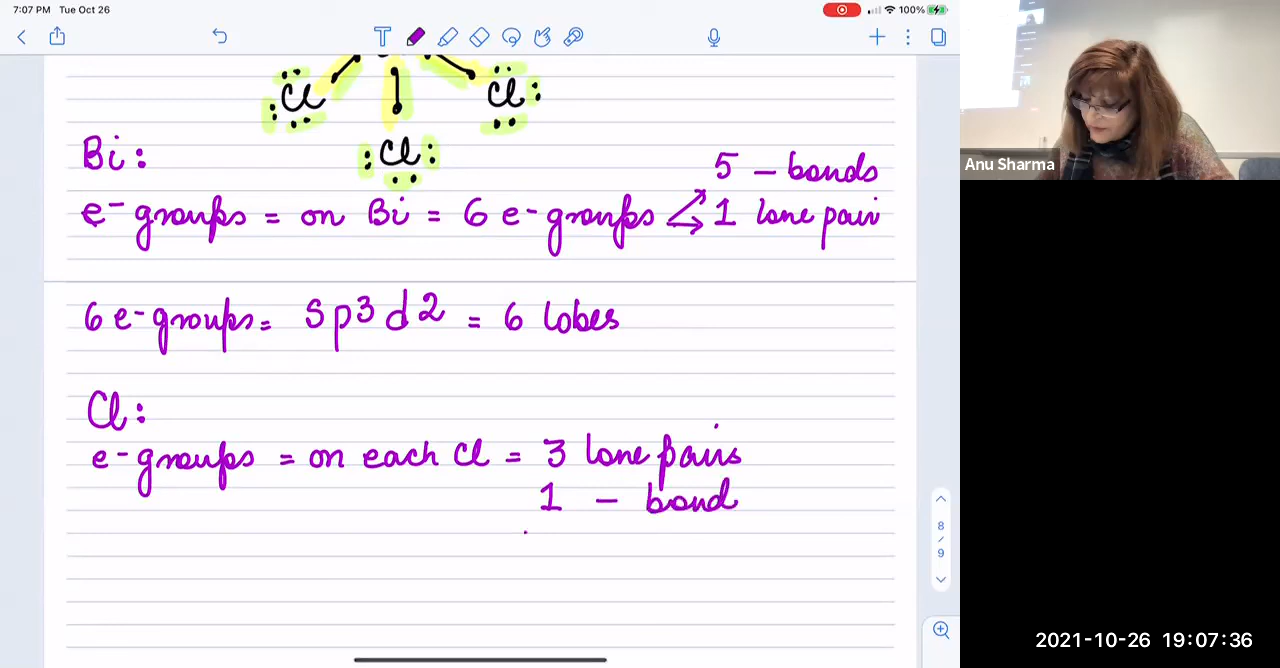 7:07 PM Tue Oct 26
100%
Cl Cl
Cl
Bi:
5 – bonds
e- groups = on Bi = 6 e- groups 1 lone pair
6 e- groups = Sp3d2 = 6 lobes
Cl:
e- groups = on each Cl = 3 lone pairs
1 – bond
8
/
9
Anu Sharma
2021-10-26 19:07:36